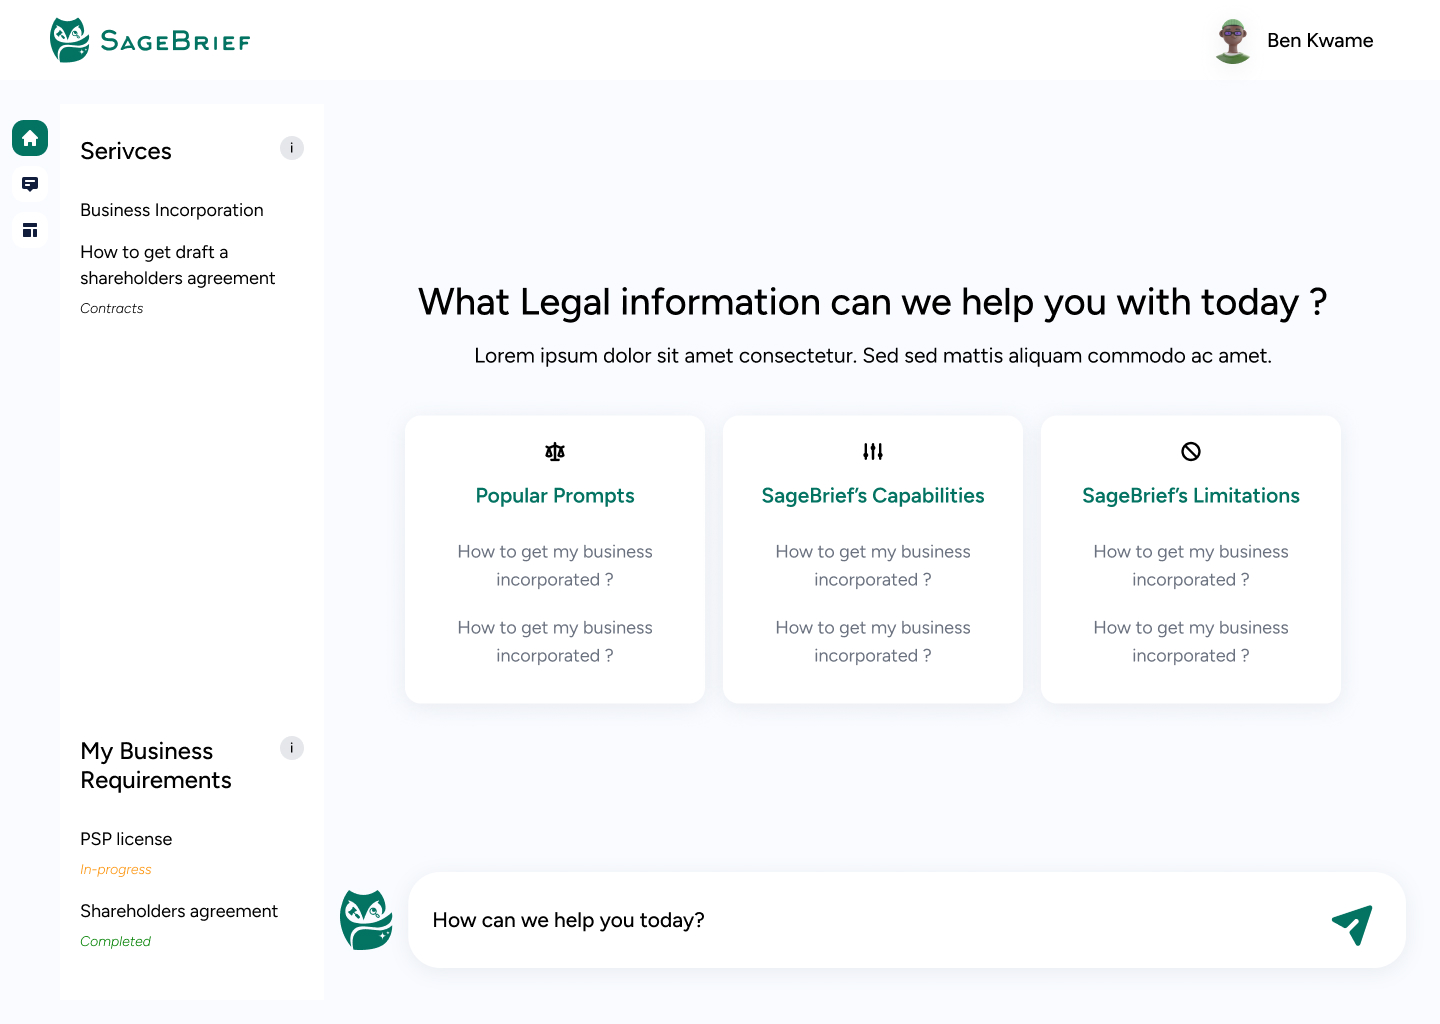 SAGEBRIEF
Ben Kwame
Serivces
i
Business Incorporation
How to get draft a
shareholders agreement
Contracts
My Business
Requirements
i
PSP license
In-progress
Shareholders agreement
Completed
What Legal information can we help you with today ?
Lorem ipsum dolor sit amet consectetur. Sed sed mattis aliquam commodo ac amet.
Popular Prompts
How to get my business
incorporated ?
How to get my business
incorporated ?
SageBrief’s Capabilities
How to get my business
incorporated ?
How to get my business
incorporated ?
SageBrief’s Limitations
How to get my business
incorporated ?
How to get my business
incorporated ?
How can we help you today?